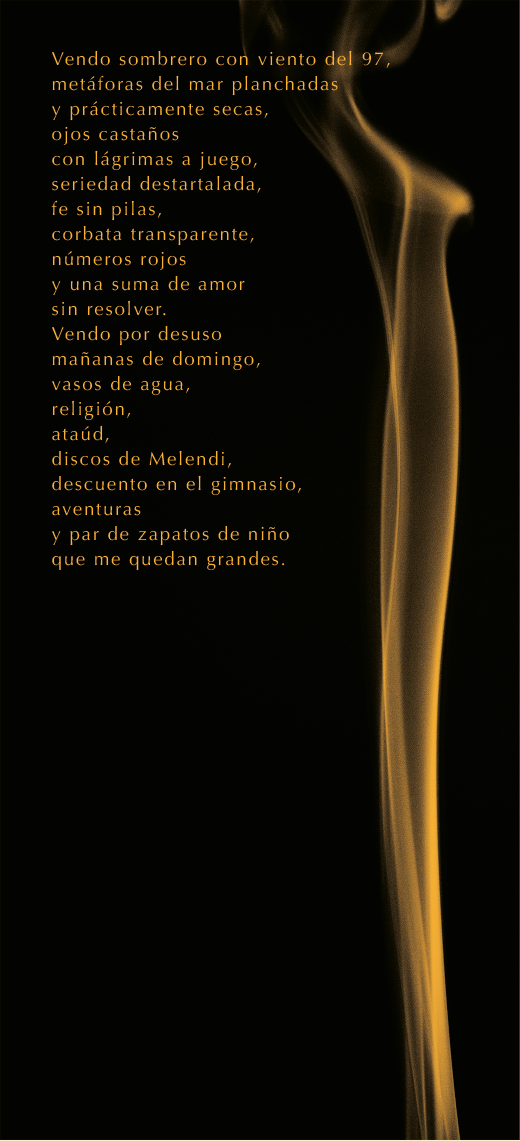 Vendo sombrero con viento del 97,
metáforas del mar planchadas
y prácticamente secas,
ojos castaños
con lágrimas a juego,
seriedad destartalada,
fe sin pilas,
corbata transparente,
números rojos
y una suma de amor
sin resolver.
Vendo por desuso
mañanas de domingo,
vasos de agua,
religión,
ataúd,
discos de Melendi,
descuento en el gimnasio,
aventuras
y par de zapatos de niño
que me quedan grandes.